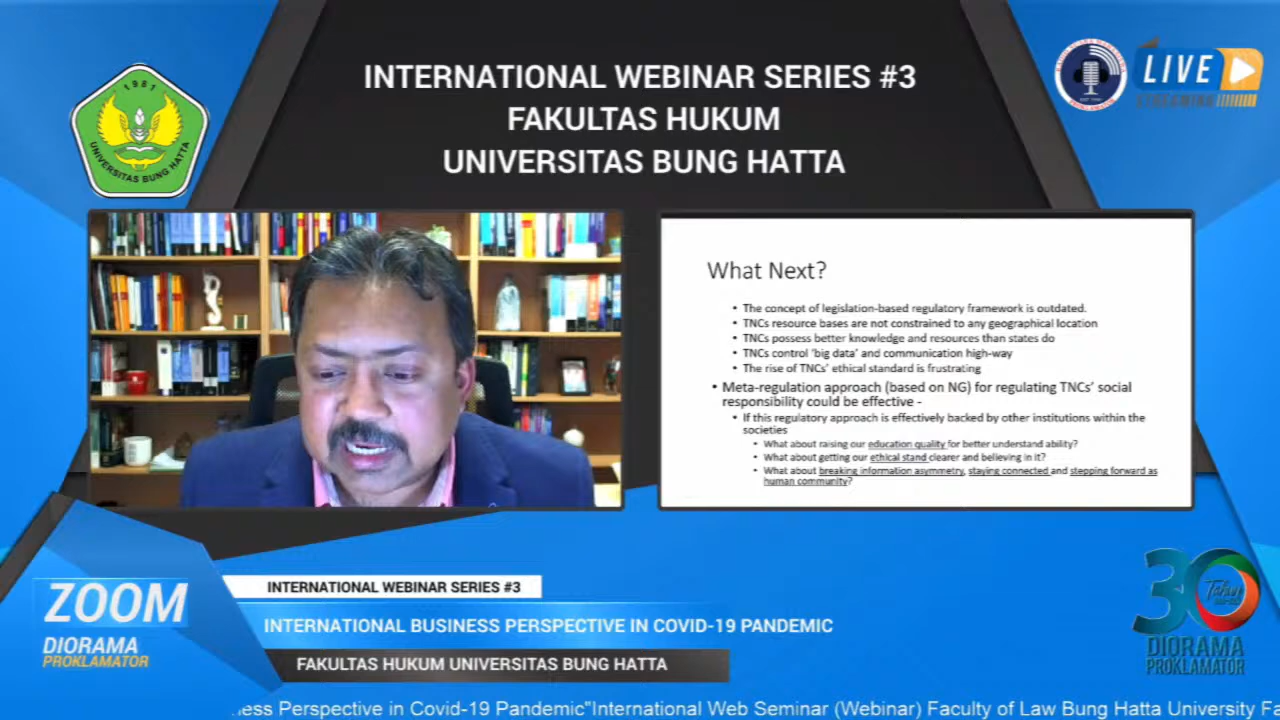 INTERNATIONAL WEBINAR SERIES #3
FAKULTAS HUKUM
UNIVERSITAS BUNG HATTA
1981
UNIVERSITAS BUNG HATTA
LIVE
STREAMING
What Next?
• The concept of legislation-based regulatory framework is outdated.
• TNCs resource bases are not constrained to any geographical location
• TNCs possess better knowledge and resources than states do
• TNCs control 'big data' and communication high-way
• The rise of TNCs' ethical standard is frustrating
• Meta-regulation approach (based on NG) for regulating TNCs' social
responsibility could be effective -
• If this regulatory approach is effectively backed by other institutions within the
societies
• What about raising our education quality for better understand ability?
• What about getting our ethical stand clearer and believing in it?
• What about breaking information asymmetry, staying connected and stepping forward as
human community?
ZOOM
DIORAMA
PROKLAMATOR
INTERNATIONAL WEBINAR SERIES #3
INTERNATIONAL BUSINESS PERSPECTIVE IN COVID-19 PANDEMIC
FAKULTAS HUKUM UNIVERSITAS BUNG HATTA
30
Tahun
DIORAMA
PROKLAMATOR
ness Perspective in Covid-19 Pandemic"International Web Seminar (Webinar) Faculty of Law Bung Hatta University Fa